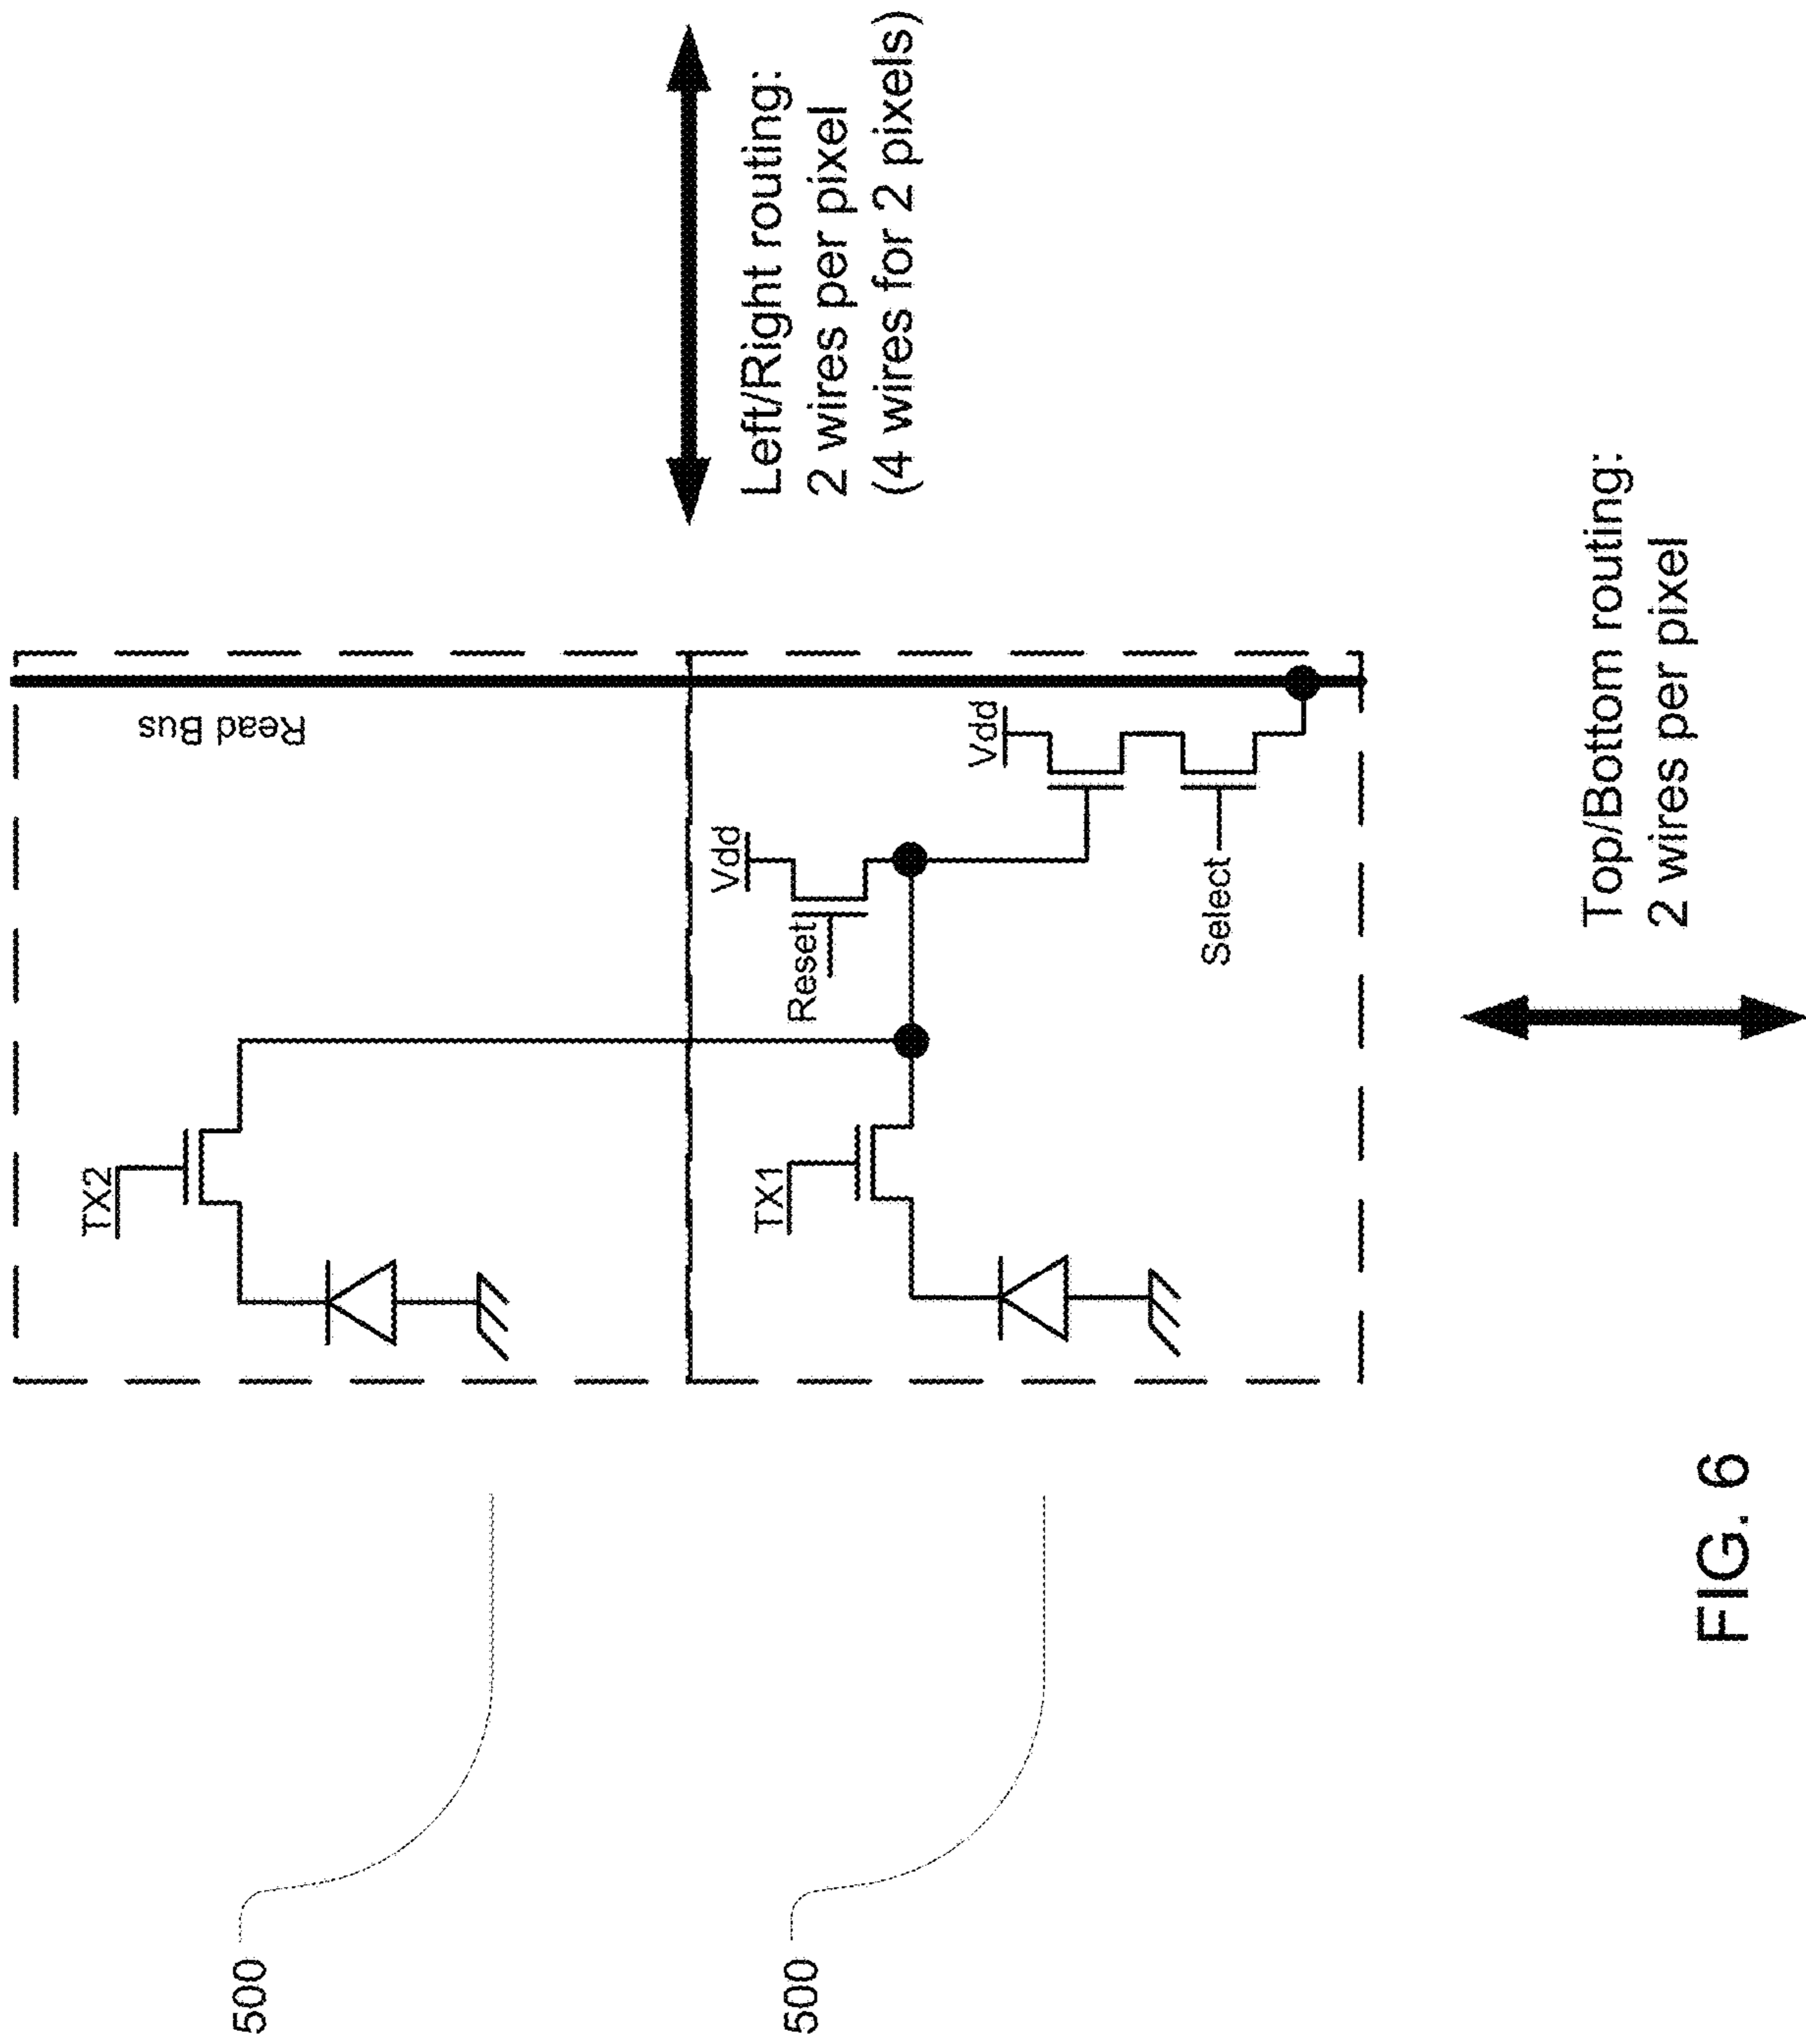 500
500
TX2
TX1
Read Bus
Vdd
Reset
Vdd
Select
Left/Right routing:
2 wires per pixel
(4 wires for 2 pixels)
Top/Bottom routing:
2 wires per pixel
FIG. 6